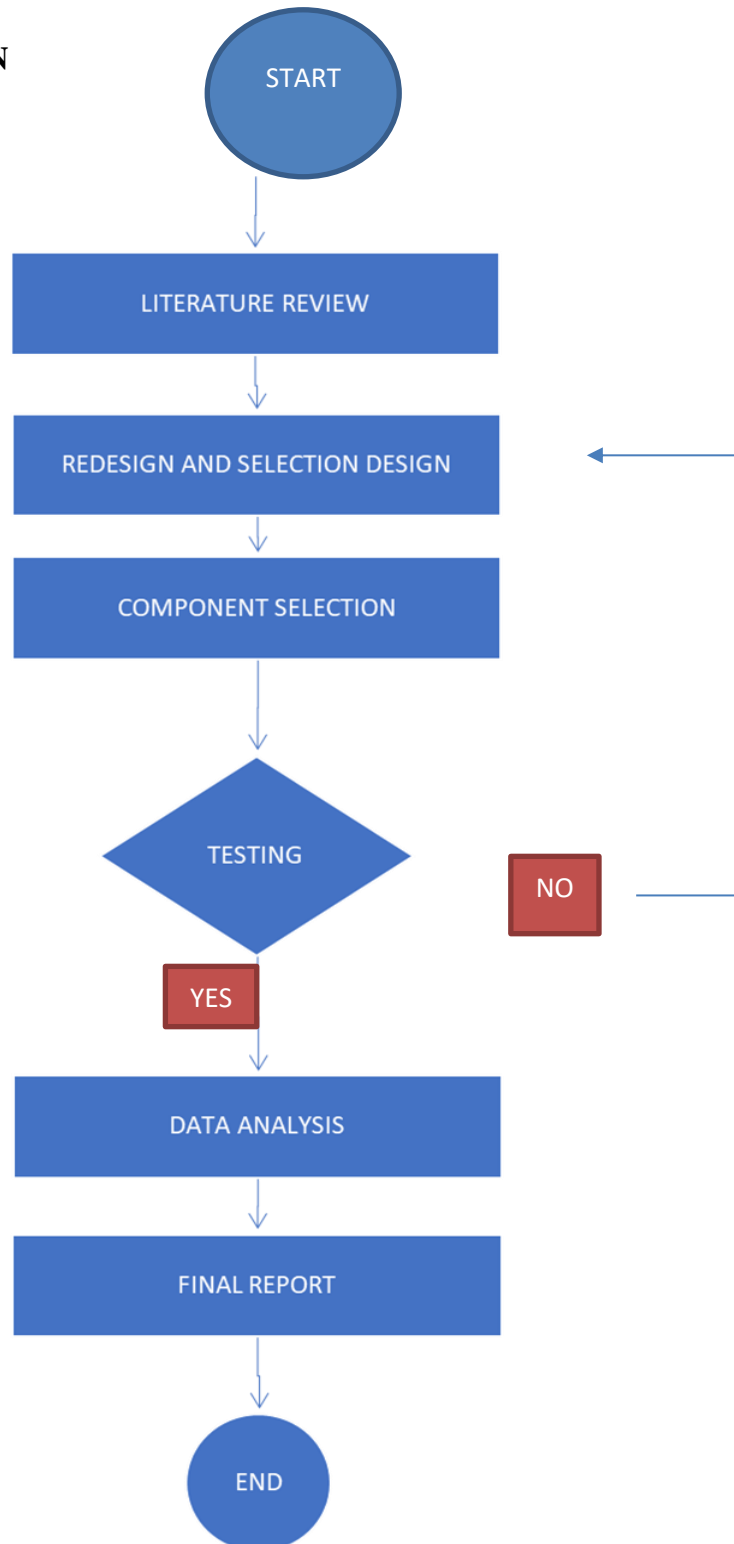 N
START
LITERATURE REVIEW
REDESIGN AND SELECTION DESIGN
COMPONENT SELECTION
TESTING
NO
YES
DATA ANALYSIS
FINAL REPORT
END